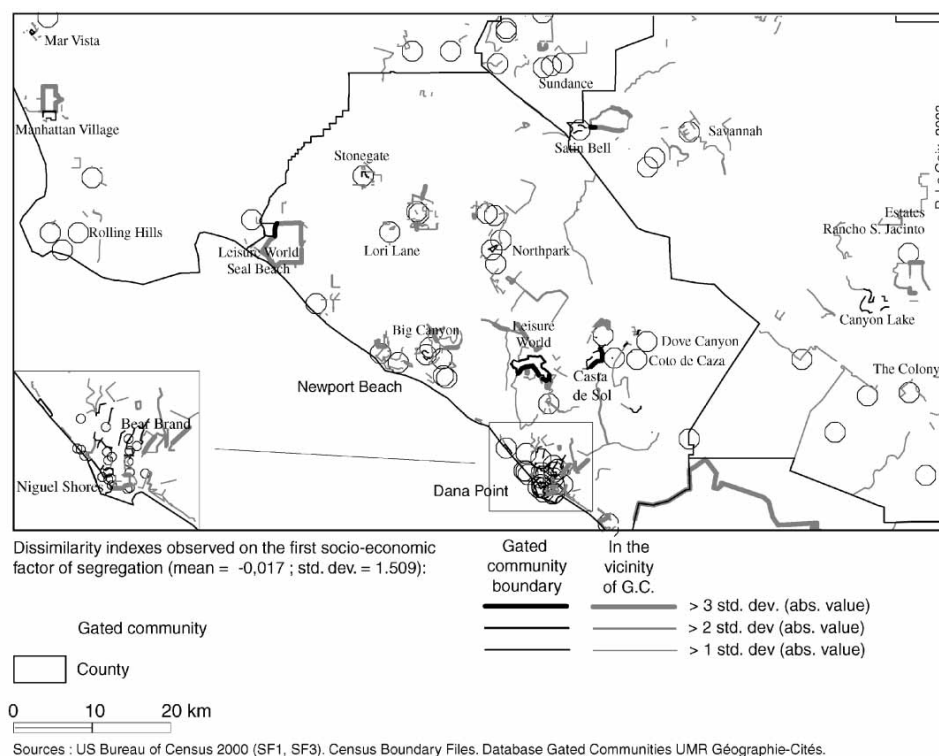 Mar Vista
Manhattan Village
Rolling Hills
Stonegate
Lori Lane
Leisure World
Seal Beach
Sundance
Satin Bell
Savannah
Northpark
Estates
Rancho S. Jacinto
Canyon Lake
Big Canyon
Newport Beach
Leisure
World
Casta
de Sol
Dove Canyon
Coto de Caza
The Colony
Bear Brand
Niguel Shores
Dana Point
Dissimilarity indexes observed on the first socio-economic
factor of segregation (mean = -0,017 ; std. dev. = 1.509):
Gated
community
boundary
In the
vicinity
of G.C.
> 3 std. dev. (abs. value)
> 2 std. dev (abs. value)
> 1 std. dev (abs. value)
Gated community
County
0 10 20 km
Sources : US Bureau of Census 2000 (SF1, SF3). Census Boundary Files. Database Gated Communities UMR Géographie-Cités.